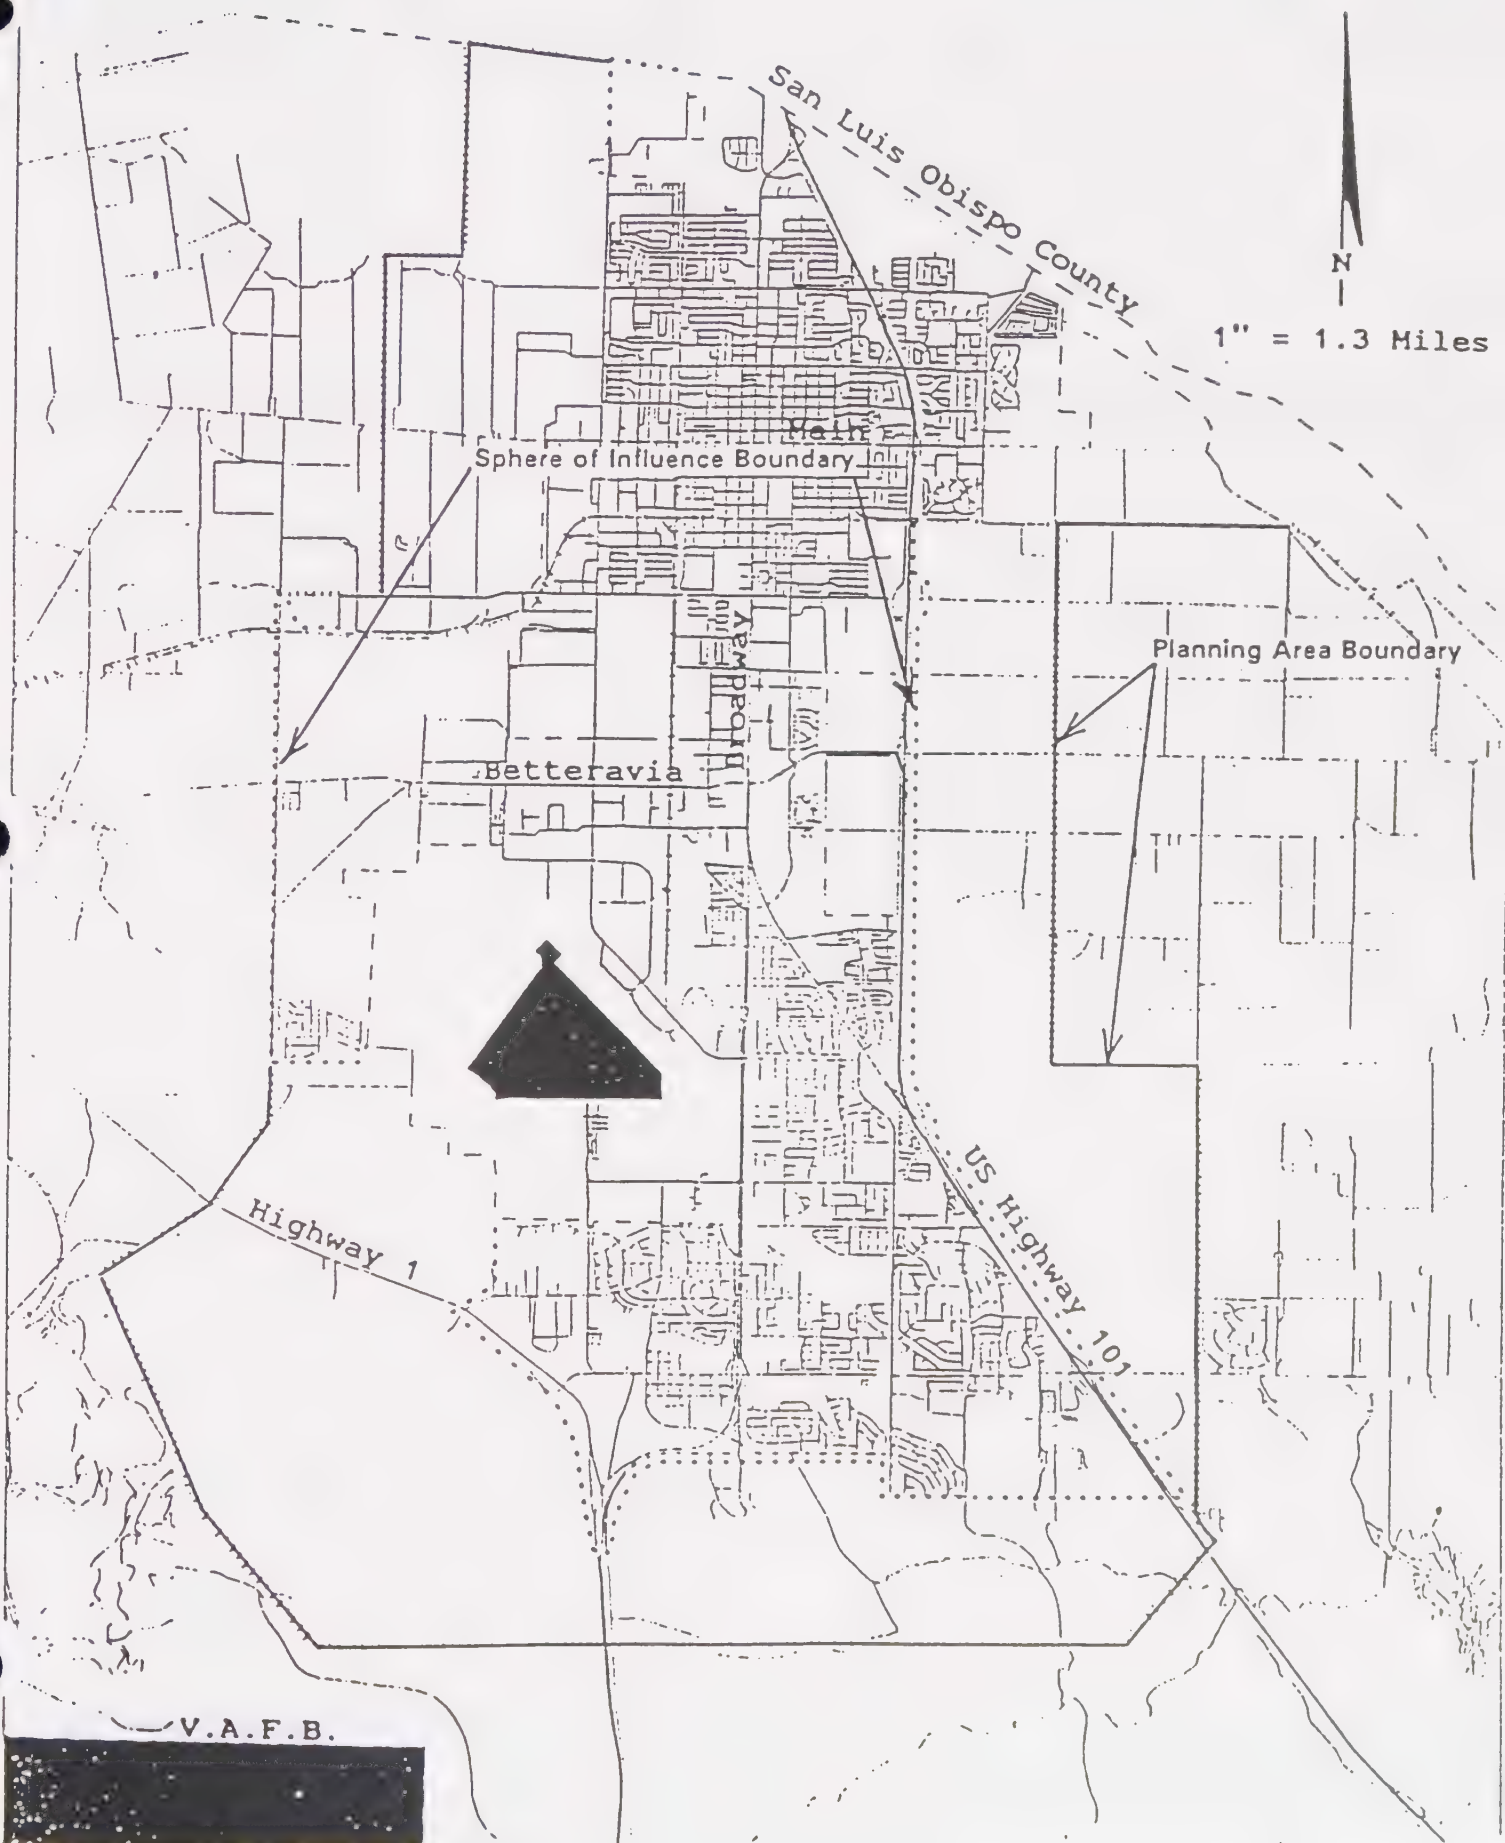 San Luis Obispo County
N
1" = 1.3 Miles
Main
Sphere of Influence Boundary
Broadway
Planning Area Boundary
Betteravia
US Highway 101
Highway 1
V.A.F.B.